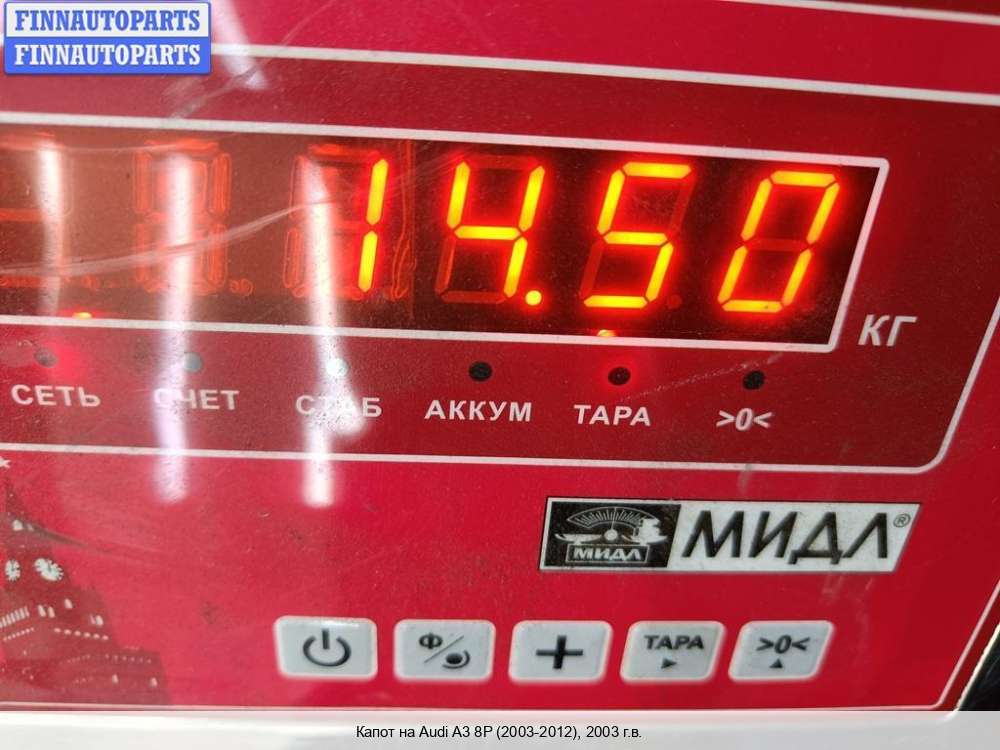 FINNAUTOPARTS
FINNAUTOPARTS
14.50
КГ
СЕТЬ СЧЕТ СТАБ АККУМ ТАРА >0<
МИДЛ МИДЛ®
Ф ТАРА >0<
Капот на Audi A3 8P (2003-2012), 2003 г.в.